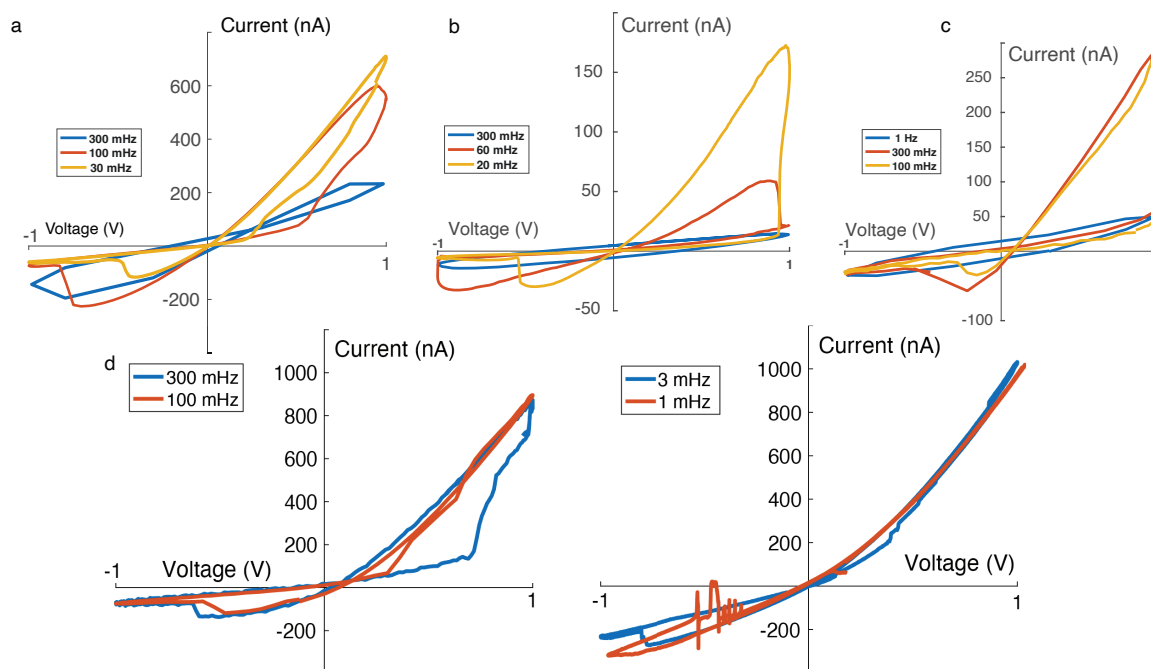 a
Current (nA)
600
400
200
-200
300 mHz
100 mHz
30 mHz
Voltage (V)
-1
1
b
Current (nA)
150
100
50
-50
300 mHz
60 mHz
20 mHz
Voltage (V)
-1
1
c
Current (nA)
300
250
200
150
100
50
-50
-100
1 Hz
300 mHz
100 mHz
Voltage (V)
-1
d
Current (nA)
1000
800
600
400
200
-200
300 mHz
100 mHz
Voltage (V)
-1
1
Current (nA)
1000
800
600
400
200
-200
3 mHz
1 mHz
Voltage (V)
-1
1